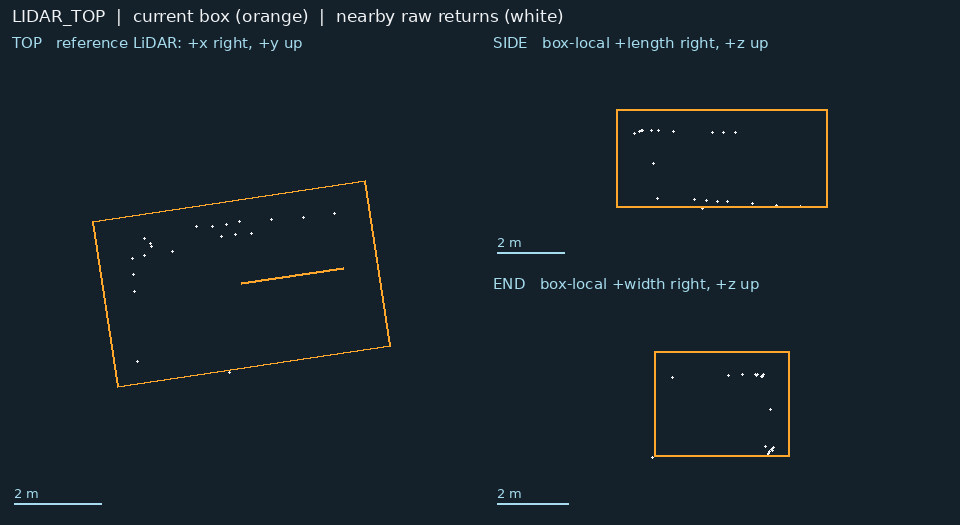 LIDAR_TOP | current box (orange) | nearby raw returns (white)
TOP reference LiDAR: +x right, +y up
SIDE box-local +length right, +z up
2 m
END box-local +width right, +z up
2 m
2 m